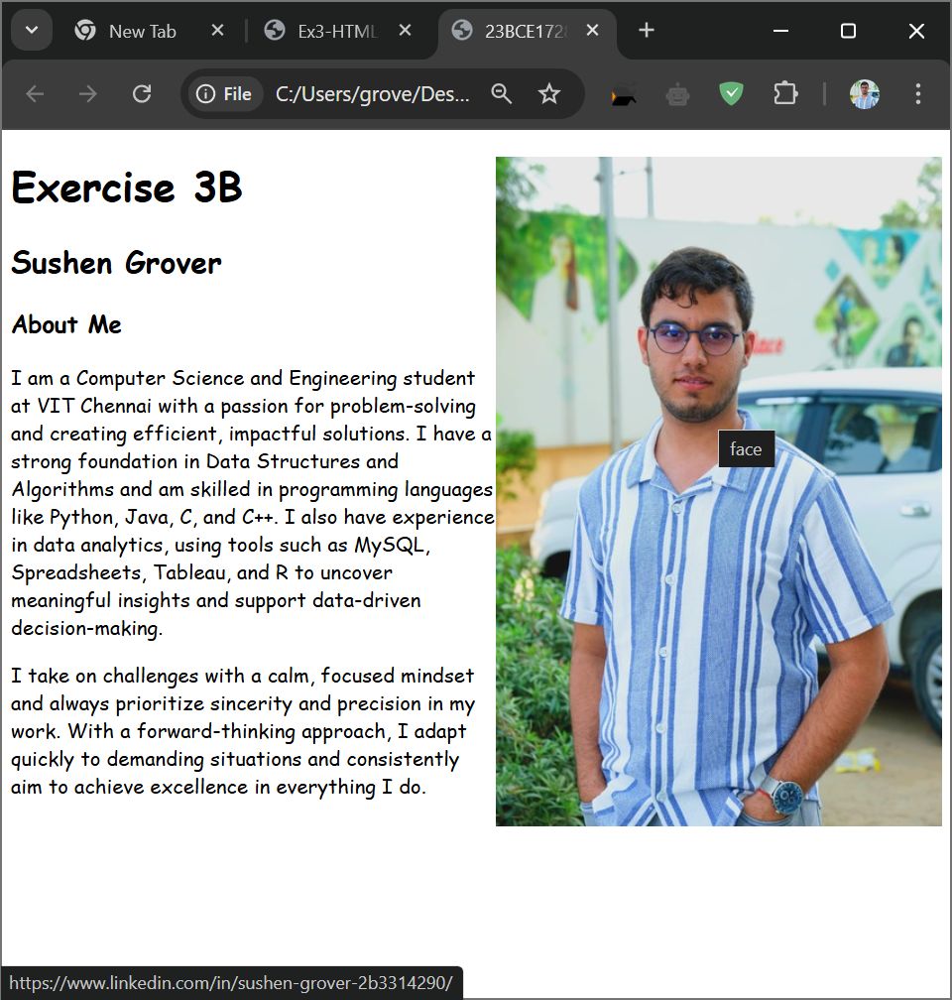 New Tab
Ex3-HTML
23BCE1728
File
C:/Users/grove/Des...
Exercise 3B
Sushen Grover
About Me
I am a Computer Science and Engineering student
at VIT Chennai with a passion for problem-solving
and creating efficient, impactful solutions. I have a
strong foundation in Data Structures and
Algorithms and am skilled in programming languages
like Python, Java, C, and C++. I also have experience
in data analytics, using tools such as MySQL,
Spreadsheets, Tableau, and R to uncover
meaningful insights and support data-driven
decision-making.
I take on challenges with a calm, focused mindset
and always prioritize sincerity and precision in my
work. With a forward-thinking approach, I adapt
quickly to demanding situations and consistently
aim to achieve excellence in everything I do.
face
https://www.linkedin.com/in/sushen-grover-2b3314290/